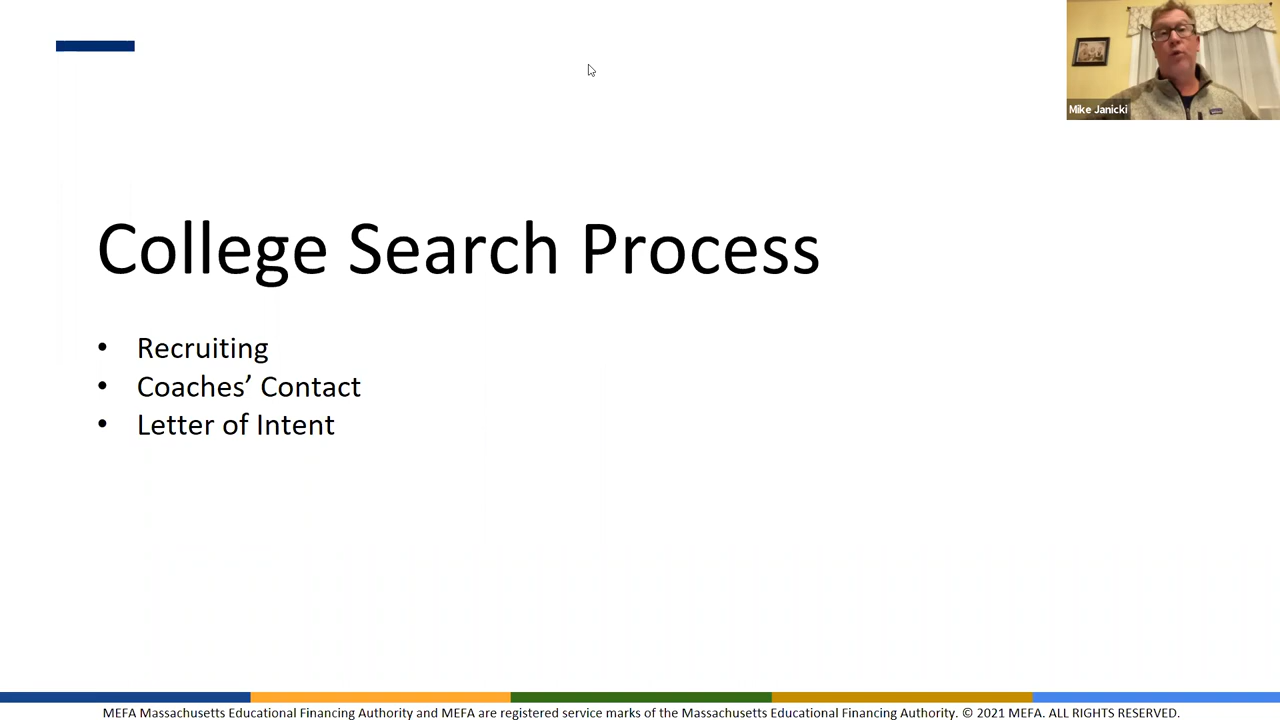 Mike Janicki
College Search Process
• Recruiting
• Coaches’ Contact
• Letter of Intent
MEFA Massachusetts Educational Financing Authority and MEFA are registered service marks of the Massachusetts Educational Financing Authority. © 2021 MEFA. ALL RIGHTS RESERVED.